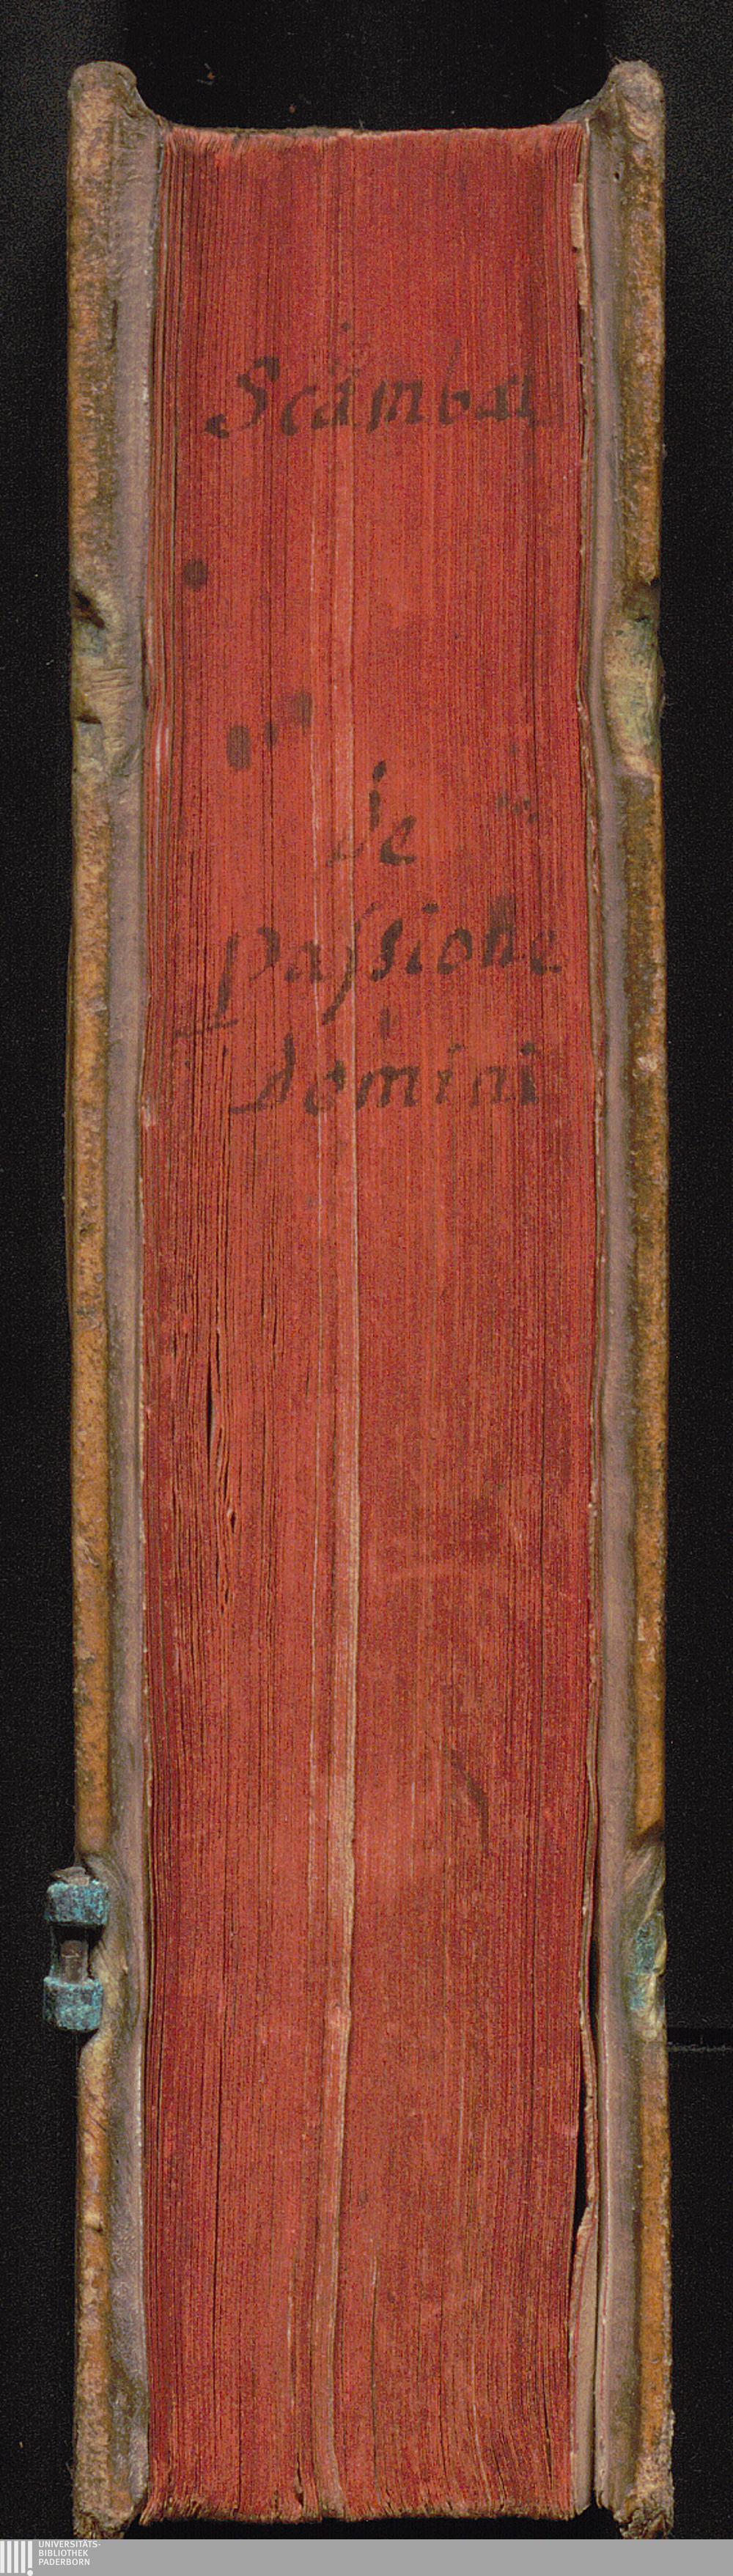 Scambat
de
passione
domini
UNIVERSITÄTS-
BIBLIOTHEK
PADERBORN